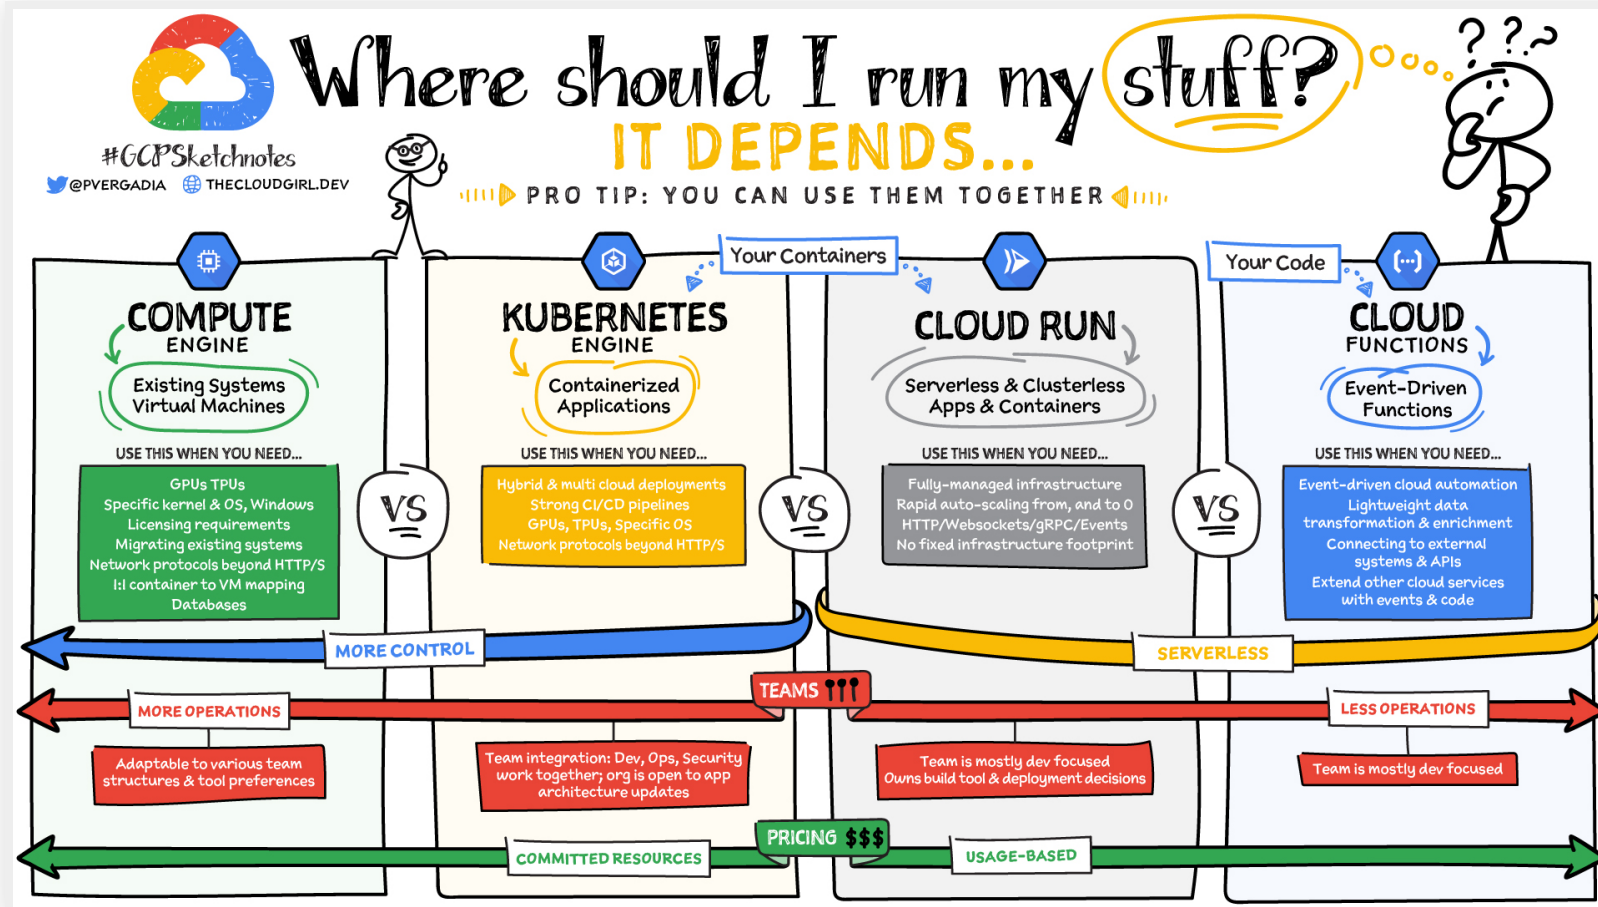 Where should I run my stuff?
? ? ?
IT DEPENDS...
#GCPSketchnotes
@PVERGADIA THECLOUDGIRL.DEV
PRO TIP: YOU CAN USE THEM TOGETHER
Your Containers
Your Code
COMPUTE
ENGINE
Existing Systems
Virtual Machines
USE THIS WHEN YOU NEED...
GPUs TPUs
Specific kernel & OS, Windows
Licensing requirements
Migrating existing systems
Network protocols beyond HTTP/S
1:1 container to VM mapping
Databases
VS
KUBERNETES
ENGINE
Containerized
Applications
USE THIS WHEN YOU NEED...
Hybrid & multi cloud deployments
Strong CI/CD pipelines
GPUs, TPUs, Specific OS
Network protocols beyond HTTP/S
VS
CLOUD RUN
Serverless & Clusterless
Apps & Containers
USE THIS WHEN YOU NEED...
Fully-managed infrastructure
Rapid auto-scaling from, and to 0
HTTP/Websockets/gRPC/Events
No fixed infrastructure footprint
VS
CLOUD
FUNCTIONS
Event-Driven
Functions
USE THIS WHEN YOU NEED...
Event-driven cloud automation
Lightweight data
transformation & enrichment
Connecting to external
systems & APIs
Extend other cloud services
with events & code
MORE CONTROL
SERVERLESS
TEAMS
MORE OPERATIONS
LESS OPERATIONS
Adaptable to various team
structures & tool preferences
Team integration: Dev, Ops, Security
work together; org is open to app
architecture updates
Team is mostly dev focused
Owns build tool & deployment decisions
Team is mostly dev focused
PRICING $$$
COMMITTED RESOURCES
USAGE-BASED